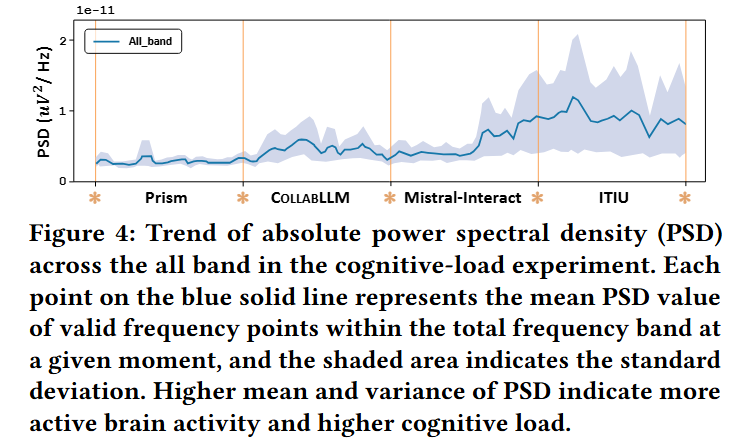 1e-11
All_band
2
1
0
PSD (uV²/ Hz)
Prism
COLLABLLM
Mistral-Interact
ITIU
Figure 4: Trend of absolute power spectral density (PSD)
across the all band in the cognitive-load experiment. Each
point on the blue solid line represents the mean PSD value
of valid frequency points within the total frequency band at
a given moment, and the shaded area indicates the standard
deviation. Higher mean and variance of PSD indicate more
active brain activity and higher cognitive load.